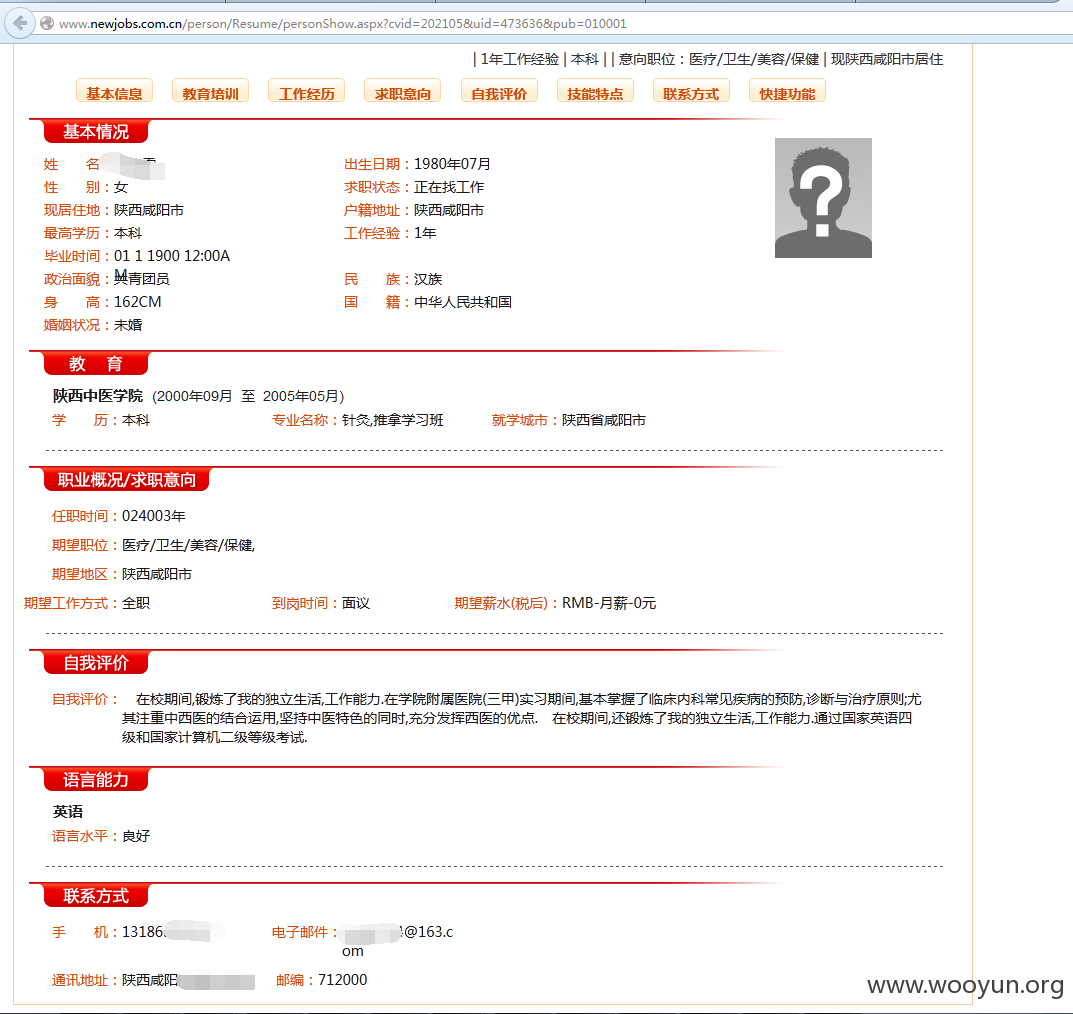 www.newjobs.com.cn/person/Resume/personShow.aspx?cvid=202105&uid=473636&pub=010001
| 1年工作经验 | 本科 | | 意向职位：医疗/卫生/美容/保健 | 现陕西咸阳市居住
基本信息 教育培训 工作经历 求职意向 自我评价 技能特点 联系方式 快捷功能
基本情况
姓 名 出生日期：1980年07月
性 别：女 求职状态：正在找工作
现居住地：陕西咸阳市 户籍地址：陕西咸阳市
最高学历：本科 工作经验：1年
毕业时间：01 1 1900 12:00A
M
政治面貌：共青团员 民 族：汉族
身 高：162CM 国 籍：中华人民共和国
婚姻状况：未婚
教 育
陕西中医学院 (2000年09月 至 2005年05月)
学 历：本科 专业名称：针灸,推拿学习班 就学城市：陕西省咸阳市
职业概况/求职意向
任职时间：024003年
期望职位：医疗/卫生/美容/保健,
期望地区：陕西咸阳市
期望工作方式：全职 到岗时间：面议 期望薪水(税后)：RMB-月薪-0元
自我评价
自我评价： 在校期间,锻炼了我的独立生活,工作能力.在学院附属医院(三甲)实习期间,基本掌握了临床内科常见疾病的预防,诊断与治疗原则;尤
其注重中西医的结合运用,坚持中医特色的同时,充分发挥西医的优点. 在校期间,还锻炼了我的独立生活,工作能力.通过国家英语四
级和国家计算机二级等级考试.
语言能力
英语
语言水平：良好
联系方式
手 机：13186 电子邮件： @163.c
om
通讯地址：陕西咸阳 邮编：712000
www.wooyun.org